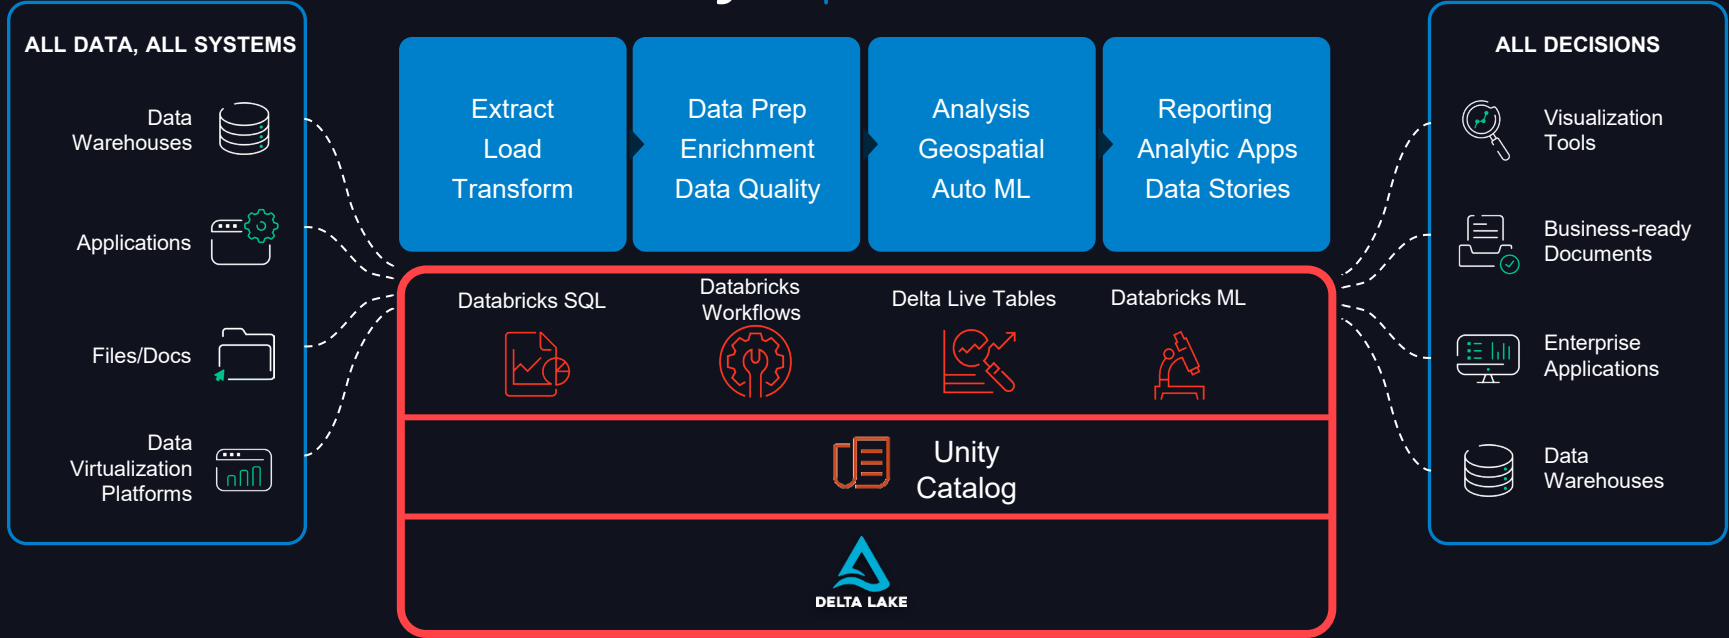 ALL DATA, ALL SYSTEMS
Data
Warehouses
Applications
Files/Docs
Data
Virtualization
Platforms
Extract
Load
Transform
Data Prep
Enrichment
Data Quality
Analysis
Geospatial
Auto ML
Reporting
Analytic Apps
Data Stories
Databricks SQL
Databricks
Workflows
Delta Live Tables
Databricks ML
Unity
Catalog
DELTA LAKE
ALL DECISIONS
Visualization
Tools
Business-ready
Documents
Enterprise
Applications
Data
Warehouses